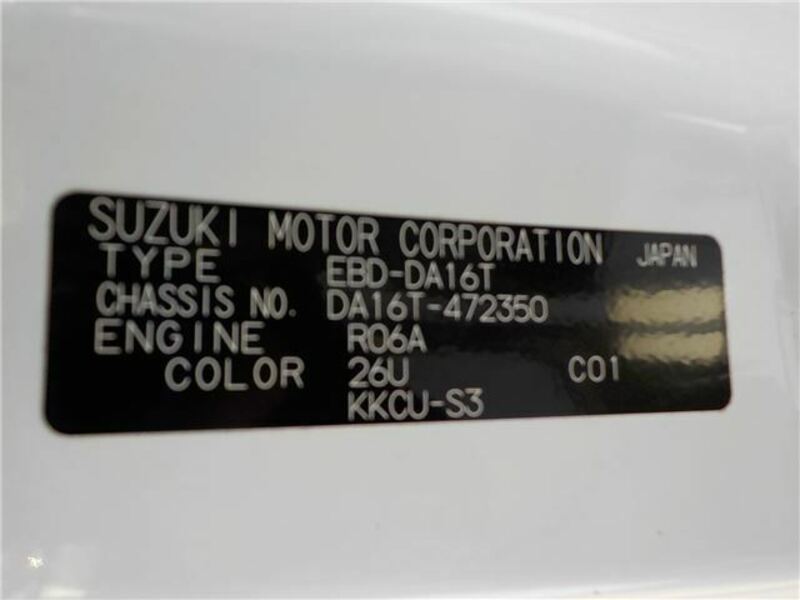 SUZUKI MOTOR CORPORATION JAPAN
TYPE EBD-DA16T
CHASSIS NO. DA16T-472350
ENGINE R06A
COLOR 26U C01
KKCU-S3